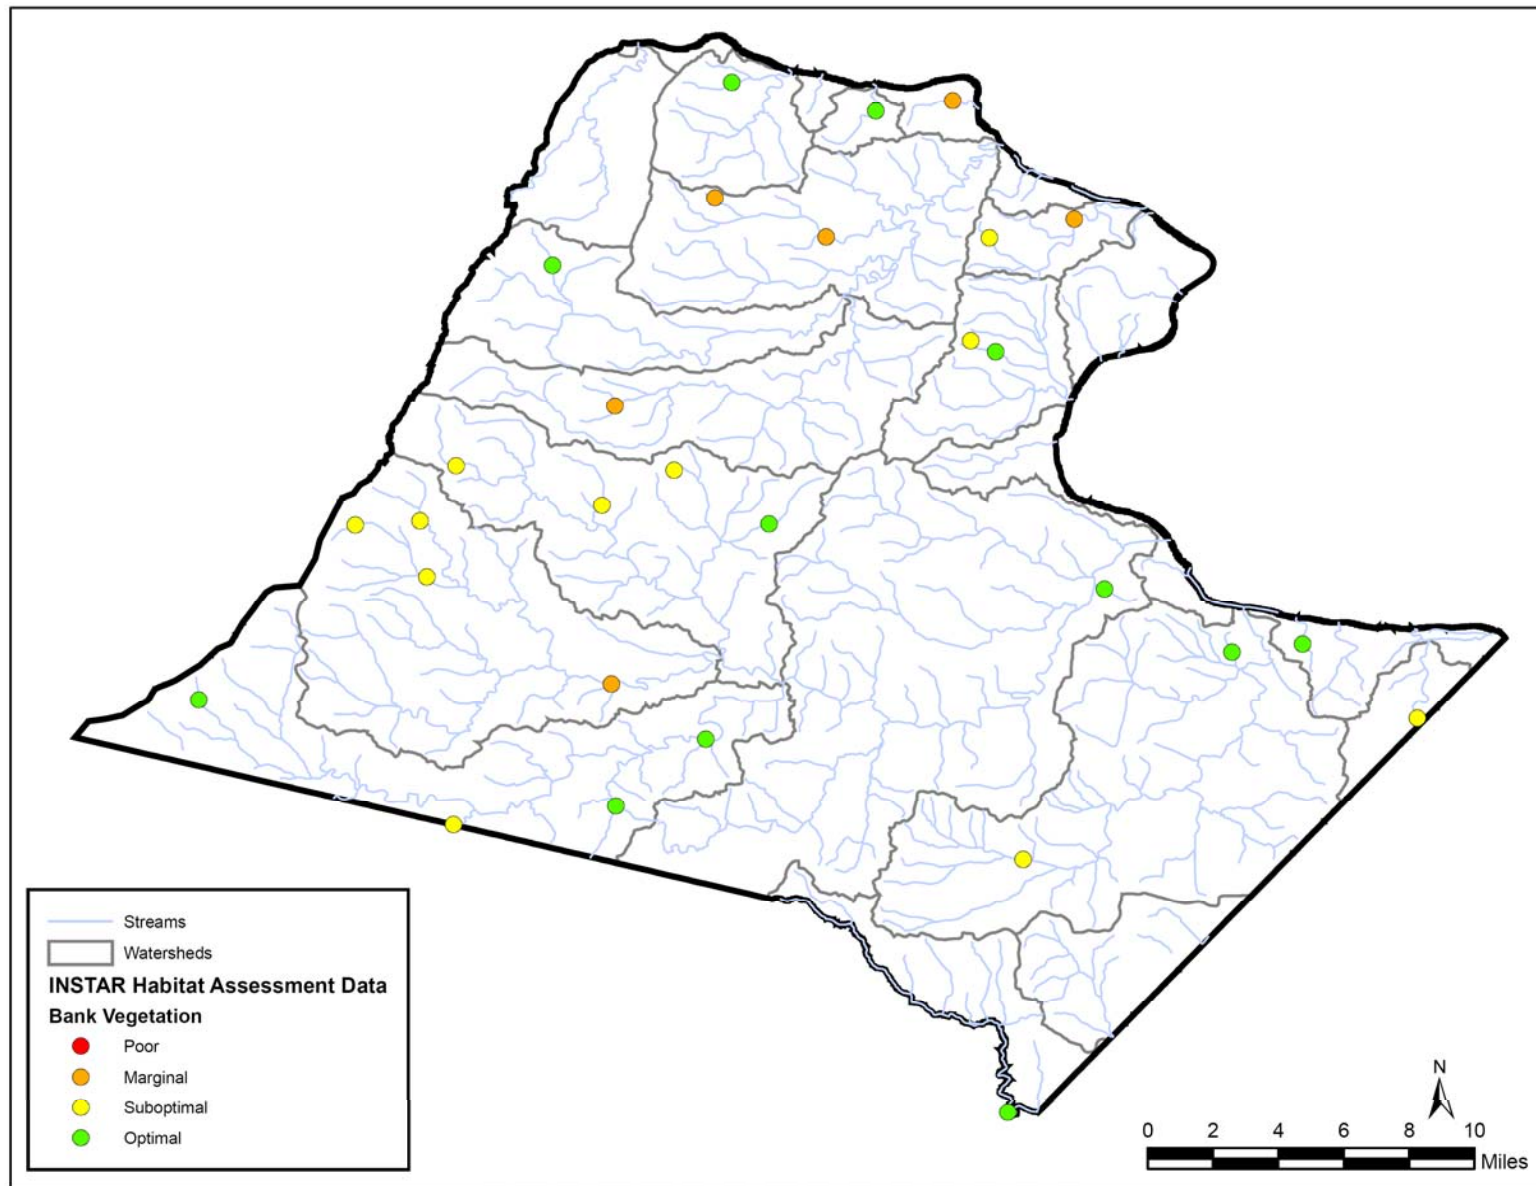 Streams
Watersheds
INSTAR Habitat Assessment Data
Bank Vegetation
Poor
Marginal
Suboptimal
Optimal
N
0 2 4 6 8 10
Miles